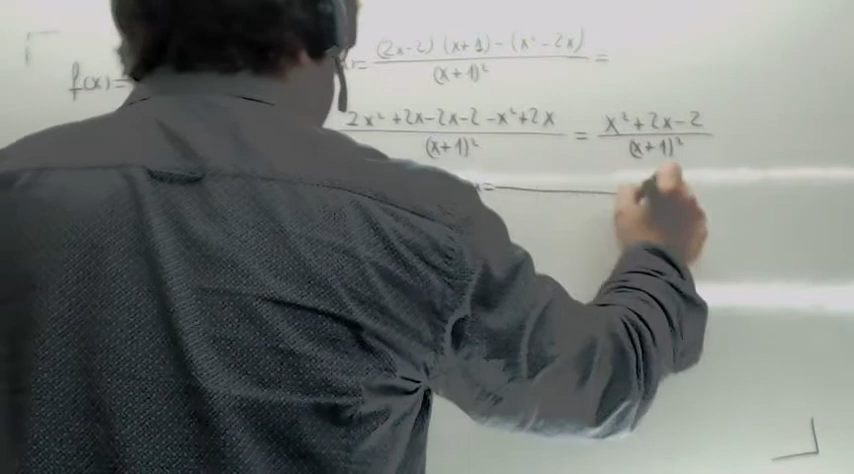 f(x)= )= (2x-2) (x+1) - (x² - 2x) / (x+1)² =
2x² +2x-2x-2 -x²+2x / (x+1)² = x²+2x-2 / (x+1)²
x=